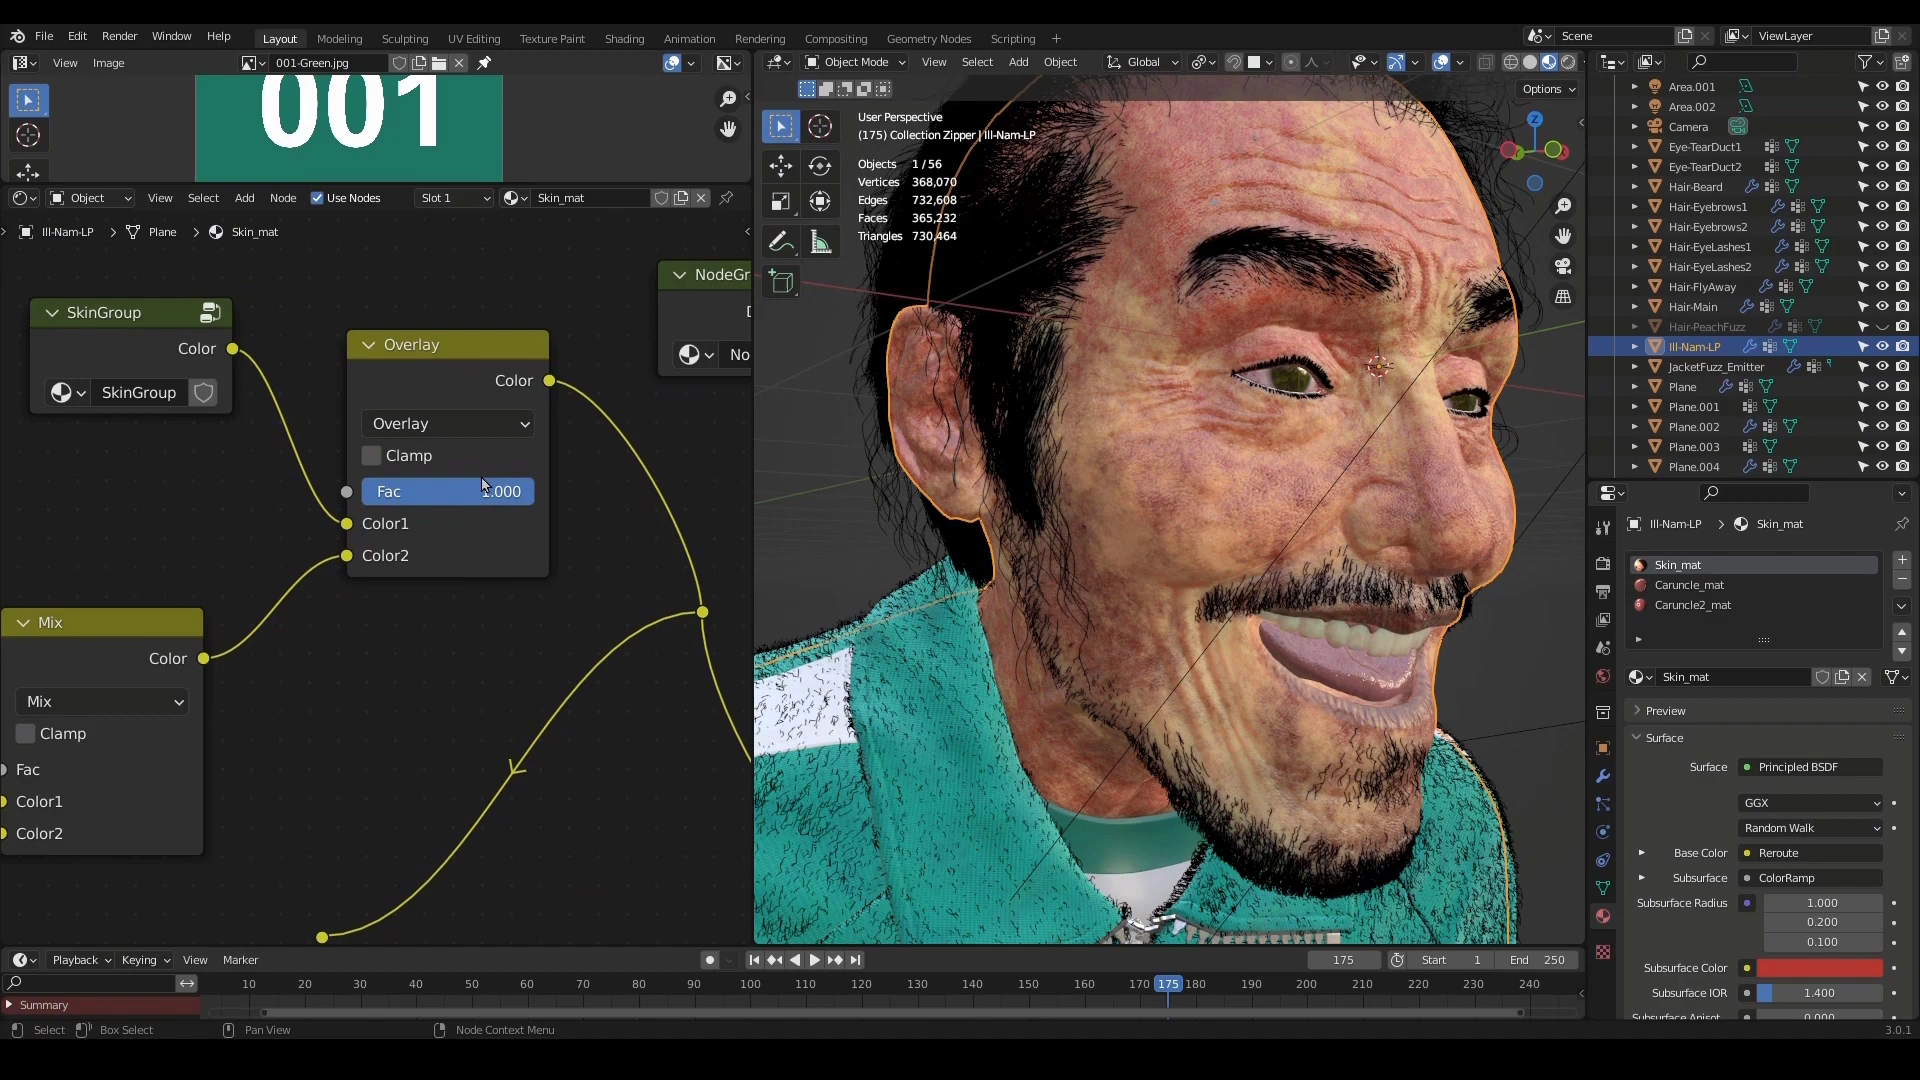 File Edit Render Window Help
Layout Modeling Sculpting UV Editing Texture Paint Shading Animation Rendering Compositing Geometry Nodes Scripting +
Scene
ViewLayer
View Image
001-Green.jpg
Object Mode View Select Add Object
Global
Options
001
User Perspective
(175) Collection Zipper | Ill-Nam-LP
Objects 1 / 56
Vertices 368,070
Edges 732,608
Faces 365,232
Triangles 730,464
Z
Object View Select Add Node Use Nodes
Slot 1
Skin_mat
Ill-Nam-LP > Plane > Skin_mat
SkinGroup
Color
SkinGroup
Overlay
Color
Overlay
Clamp
Fac
Color1
Color2
NodeGr
No
Mix
Color
Mix
Clamp
Fac
Color1
Color2
Area.001
Area.002
Camera
Eye-TearDuct1
Eye-TearDuct2
Hair-Beard
Hair-Eyebrows1
Hair-Eyebrows2
Hair-EyeLashes1
Hair-EyeLashes2
Hair-FlyAway
Hair-Main
Hair-PeachFuzz
Ill-Nam-LP
JacketFuzz_Emitter
Plane
Plane.001
Plane.002
Plane.003
Plane.004
Ill-Nam-LP > Skin_mat
Skin_mat
Caruncle_mat
Caruncle2_mat
Skin_mat
Preview
Surface
Surface Principled BSDF
GGX
Random Walk
Base Color Reroute
Subsurface ColorRamp
Subsurface Radius 1.000
0.200
0.100
Subsurface Color
Subsurface IOR 1.400
Subsurface Anisot. 0.000
Playback Keying View Marker
175
Start 1
End 250
10 20 30 40 50 60 70 80 90 100 110 120 130 140 150 160 170 175 180 190 200 210 220 230 240
Summary
Select Box Select Pan View Node Context Menu
3.0.1